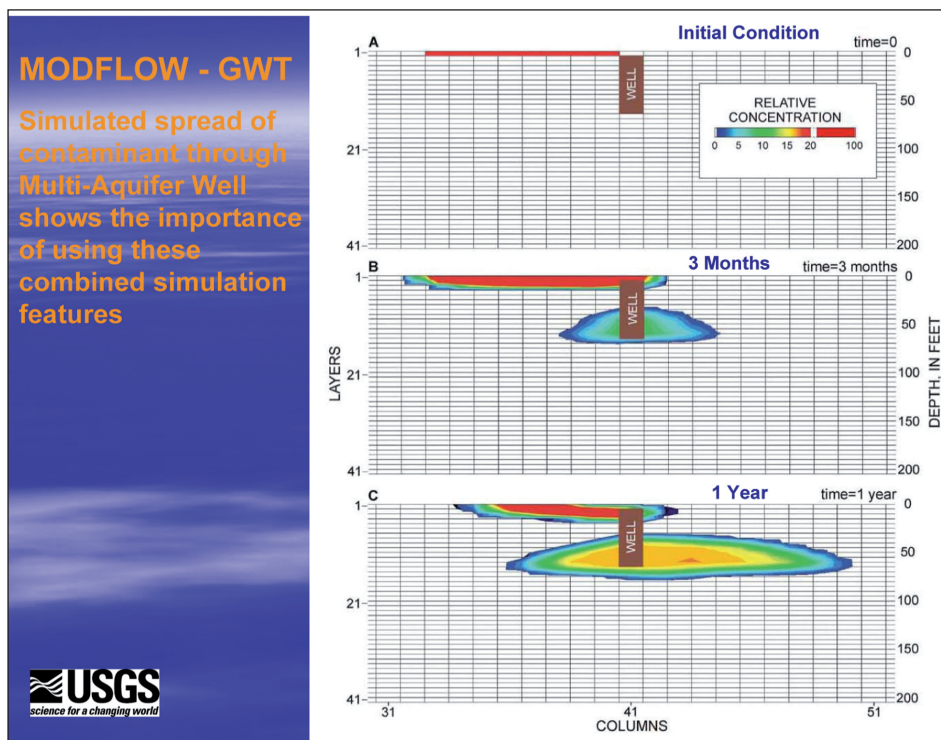 MODFLOW - GWT
Simulated spread of
contaminant through
Multi-Aquifer Well
shows the importance
of using these
combined simulation
features
USGS
science for a changing world
A
Initial Condition
time=0
1
21
41
0
50
100
150
200
WELL
RELATIVE
CONCENTRATION
0 5 10 15 20 100
B
3 Months
time=3 months
1
21
41
0
50
100
150
200
WELL
LAYERS
DEPTH, IN FEET
C
1 Year
time=1 year
1
21
41
0
50
100
150
200
WELL
31 41 51
COLUMNS